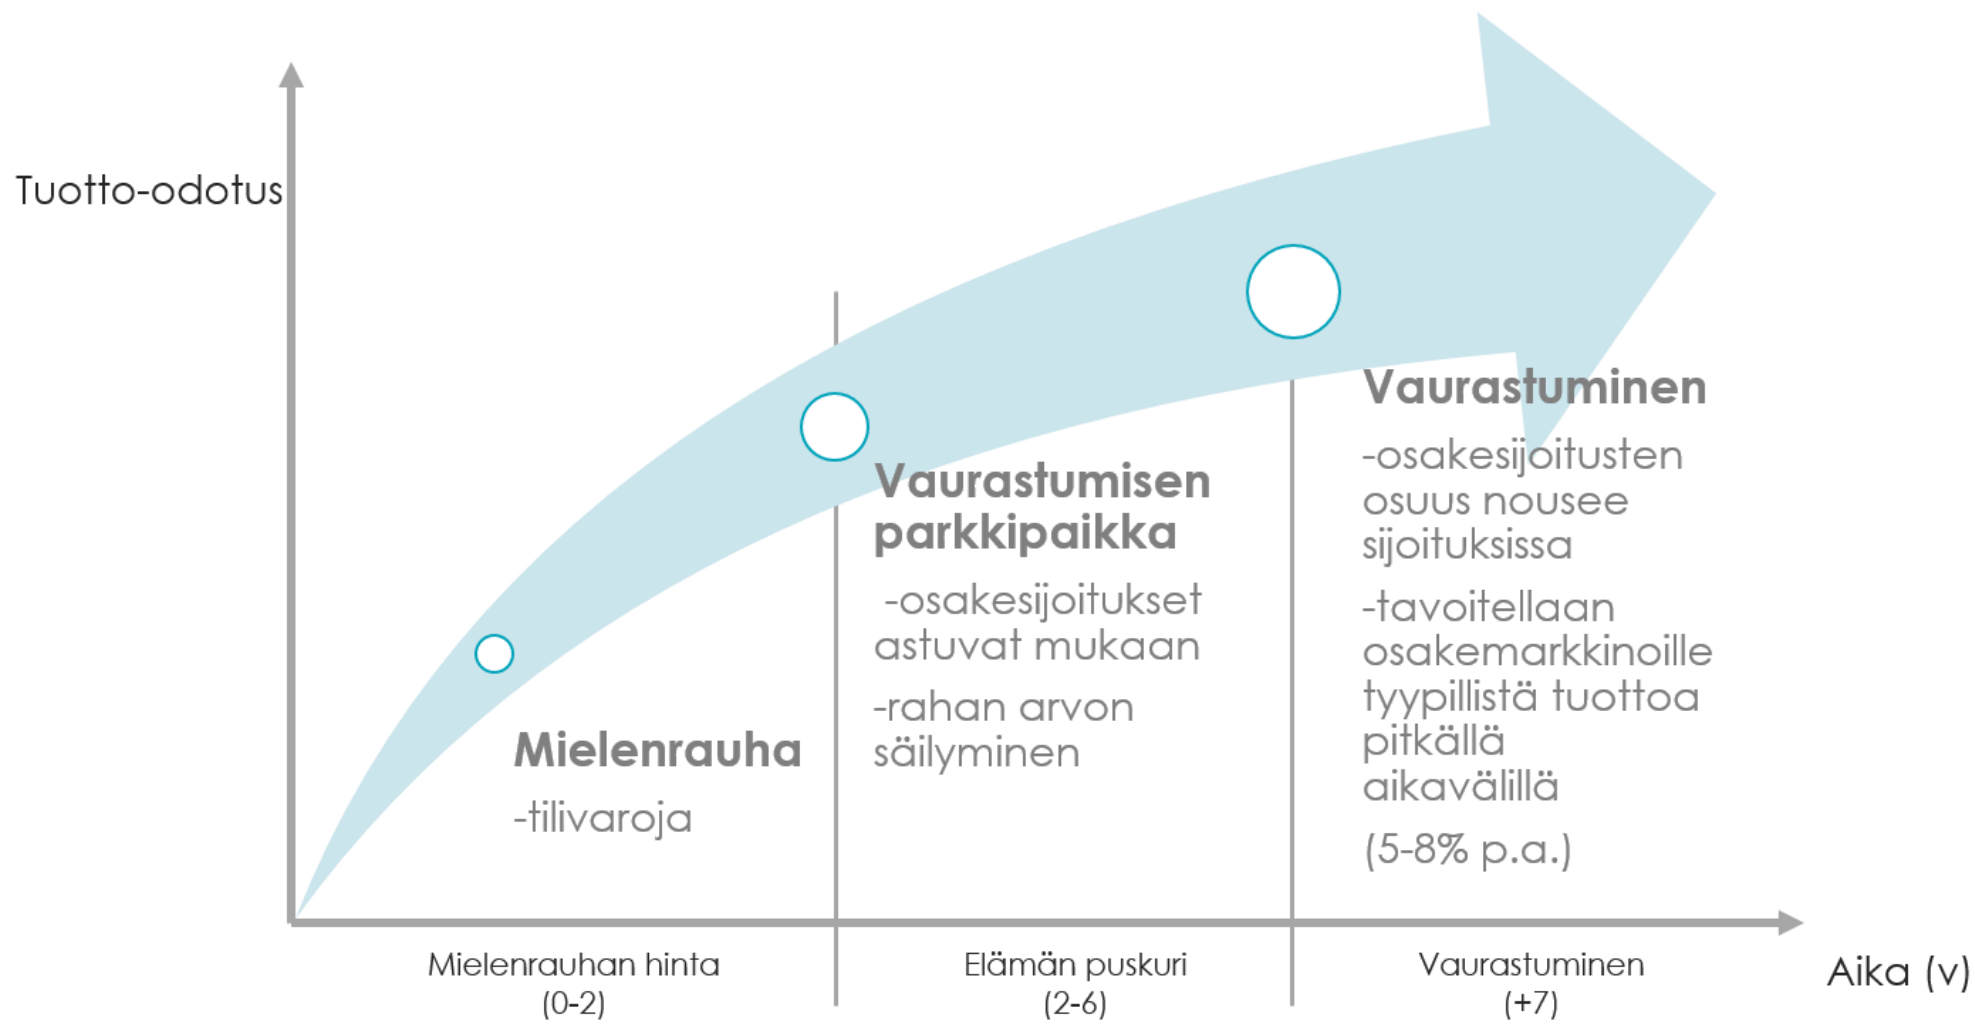 Tuotto-odotus
Mielenrauha
-tilivaroja
Vaurastumisen
parkkipaikka
-osakesijoitukset
astuvat mukaan
-rahan arvon
säilyminen
Vaurastuminen
-osakesijoitusten
osuus nousee
sijoituksissa
-tavoitellaan
osakemarkkinoille
tyypillistä tuottoa
pitkällä
aikavälillä
(5-8% p.a.)
Mielenrauhan hinta
(0-2)
Elämän puskuri
(2-6)
Vaurastuminen
(+7)
Aika (v)